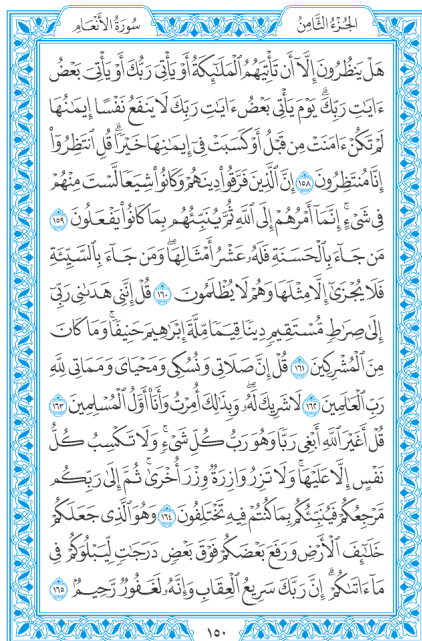 الجُزءُ الثَّامِنُ
سُورَةُ الأَنْعَامِ
هَلْ يَنظُرُونَ إِلَّا أَن تَأْتِيَهُمُ الْمَلَٰٓئِكَةُ أَوْ يَأْتِىَ رَبُّكَ أَوْ يَأْتِىَ بَعْضُ
ءَايَٰتِ رَبِّكَ ۗ يَوْمَ يَأْتِى بَعْضُ ءَايَٰتِ رَبِّكَ لَا يَنفَعُ نَفْسًا إِيمَٰنُهَا
لَمْ تَكُنْ ءَامَنَتْ مِن قَبْلُ أَوْ كَسَبَتْ فِىٓ إِيمَٰنِهَا خَيْرًا ۗ قُلِ ٱنتَظِرُوٓا۟
إِنَّا مُنتَظِرُونَ ١٥٨ إِنَّ ٱلَّذِينَ فَرَّقُوا۟ دِينَهُمْ وَكَانُوا۟ شِيَعًا لَّسْتَ مِنْهُمْ
فِى شَىْءٍ ۚ إِنَّمَآ أَمْرُهُمْ إِلَى ٱللَّهِ ثُمَّ يُنَبِّئُهُم بِمَا كَانُوا۟ يَفْعَلُونَ ١٥٩
مَن جَآءَ بِٱلْحَسَنَةِ فَلَهُۥ عَشْرُ أَمْثَالِهَا ۖ وَمَن جَآءَ بِٱلسَّيِّئَةِ
فَلَا يُجْزَىٰٓ إِلَّا مِثْلَهَا وَهُمْ لَا يُظْلَمُونَ ١٦٠ قُلْ إِنَّنِى هَدَىٰنِى رَبِّىٓ
إِلَىٰ صِرَٰطٍ مُّسْتَقِيمٍ دِينًا قِيَمًا مِّلَّةَ إِبْرَٰهِيمَ حَنِيفًا ۚ وَمَا كَانَ
مِنَ ٱلْمُشْرِكِينَ ١٦١ قُلْ إِنَّ صَلَاتِى وَنُسُكِى وَمَحْيَاىَ وَمَمَاتِى لِلَّهِ
رَبِّ ٱلْعَٰلَمِينَ ١٦٢ لَا شَرِيكَ لَهُۥ ۖ وَبِذَٰلِكَ أُمِرْتُ وَأَنَا۠ أَوَّلُ ٱلْمُسْلِمِينَ ١٦٣
قُلْ أَغَيْرَ ٱللَّهِ أَبْغِى رَبًّا وَهُوَ رَبُّ كُلِّ شَىْءٍ ۚ وَلَا تَكْسِبُ كُلُّ
نَفْسٍ إِلَّا عَلَيْهَا ۚ وَلَا تَزِرُ وَازِرَةٌ وِزْرَ أُخْرَىٰ ۚ ثُمَّ إِلَىٰ رَبِّكُم
مَّرْجِعُكُمْ فَيُنَبِّئُكُم بِمَا كُنتُمْ فِيهِ تَخْتَلِفُونَ ١٦٤ وَهُوَ ٱلَّذِى جَعَلَكُمْ
خَلَٰٓئِفَ ٱلْأَرْضِ وَرَفَعَ بَعْضَكُمْ فَوْقَ بَعْضٍ دَرَجَٰتٍ لِّيَبْلُوَكُمْ فِى
مَآ ءَاتَىٰكُمْ ۗ إِنَّ رَبَّكَ سَرِيعُ ٱلْعِقَابِ وَإِنَّهُۥ لَغَفُورٌ رَّحِيمٌۢ ١٦٥
١٥٠